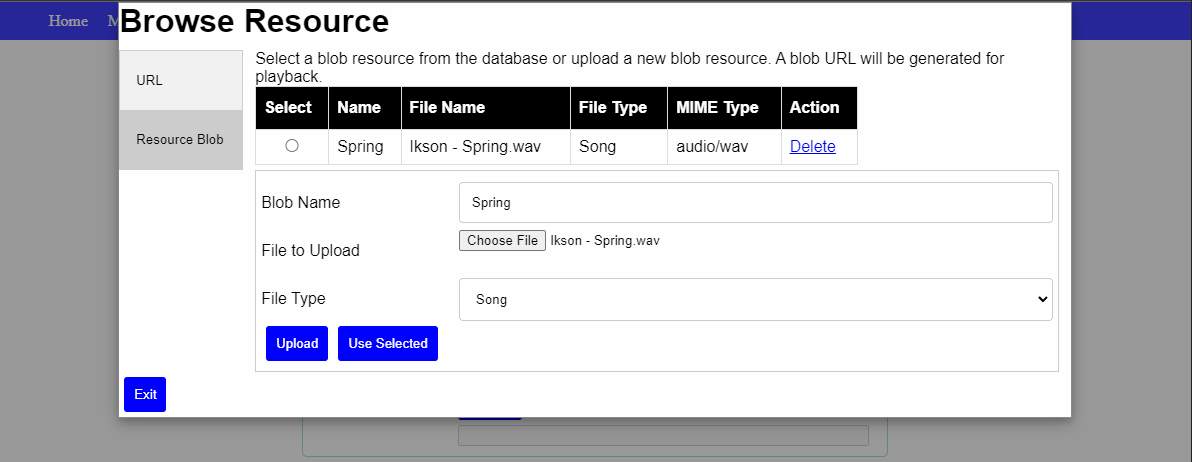 Home M
Browse Resource
URL
Resource Blob
Select a blob resource from the database or upload a new blob resource. A blob URL will be generated for
playback.
Select Name File Name File Type MIME Type Action
Spring Ikson - Spring.wav Song audio/wav Delete
Blob Name Spring
File to Upload Choose File Ikson - Spring.wav
File Type Song
Upload Use Selected
Exit